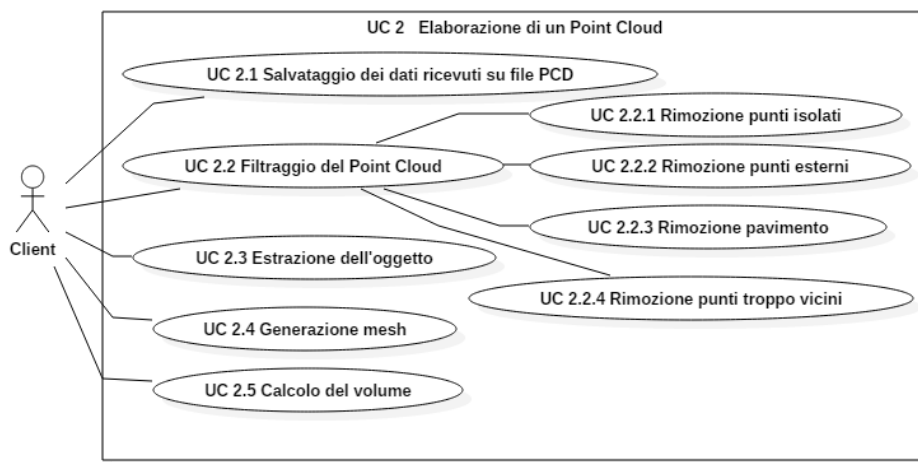 UC 2 Elaborazione di un Point Cloud
UC 2.1 Salvataggio dei dati ricevuti su file PCD
UC 2.2.1 Rimozione punti isolati
UC 2.2 Filtraggio del Point Cloud
UC 2.2.2 Rimozione punti esterni
UC 2.2.3 Rimozione pavimento
Client
UC 2.3 Estrazione dell'oggetto
UC 2.2.4 Rimozione punti troppo vicini
UC 2.4 Generazione mesh
UC 2.5 Calcolo del volume